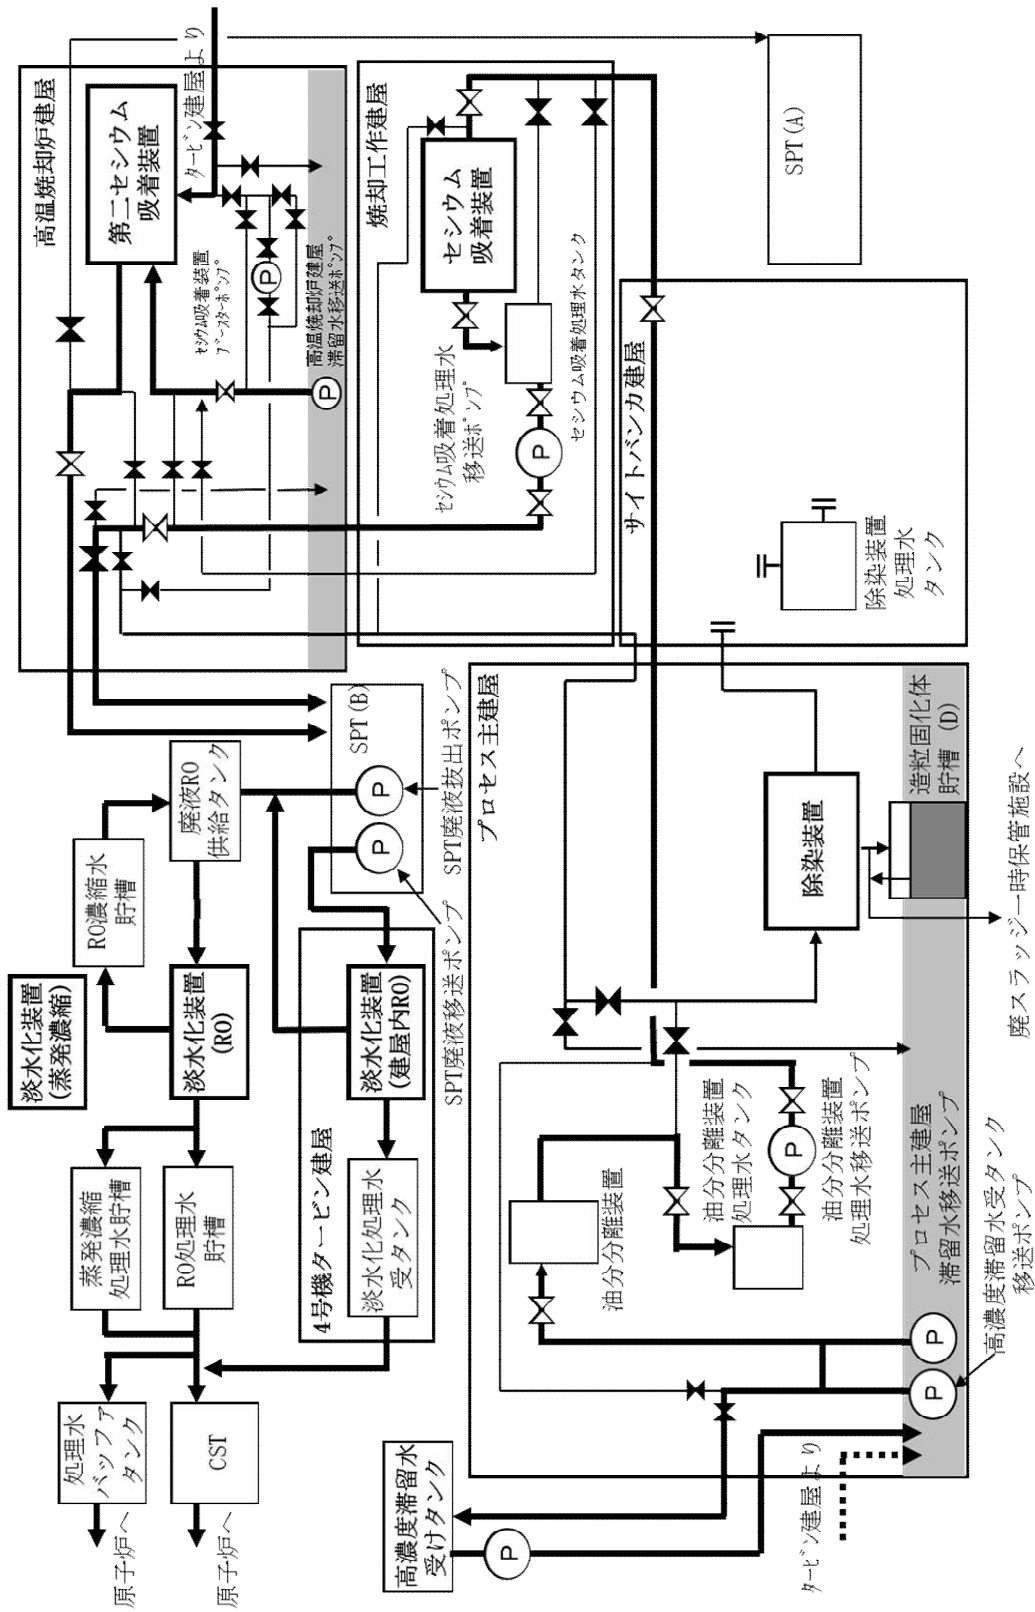 高温焼却炉建屋
第二セシウム
吸着装置
タービン建屋より
セシウム吸着装置
ブースターポンプ
高温焼却炉建屋
滞留水移送ポンプ
P
P
焼却工作建屋
セシウム
吸着装置
セシウム吸着処理水
移送ポンプ
セシウム吸着処理水タンク
P
SPT(A)
サイトバンカ建屋
除染装置
処理水
タンク
SPT(B)
P
P
SPT廃液抜出ポンプ
SPT廃液移送ポンプ
廃液RO
供給タンク
RO濃縮水
貯槽
淡水化装置
(蒸発濃縮)
淡水化装置
(RO)
蒸発濃縮
処理水貯槽
RO処理水
貯槽
4号機タービン建屋
淡水化装置
(建屋内RO)
淡水化処理水
受タンク
処理水
バッファ
タンク
CST
原子炉へ
原子炉へ
プロセス主建屋
除染装置
造粒固化体
貯槽(D)
廃スラッジ一時保管施設へ
油分分離装置
油分分離装置
処理水タンク
P
油分分離装置
処理水移送ポンプ
プロセス主建屋
滞留水移送ポンプ
P
P
高濃度滞留水受タンク
移送ポンプ
高濃度滞留水
受けタンク
P
タービン建屋より